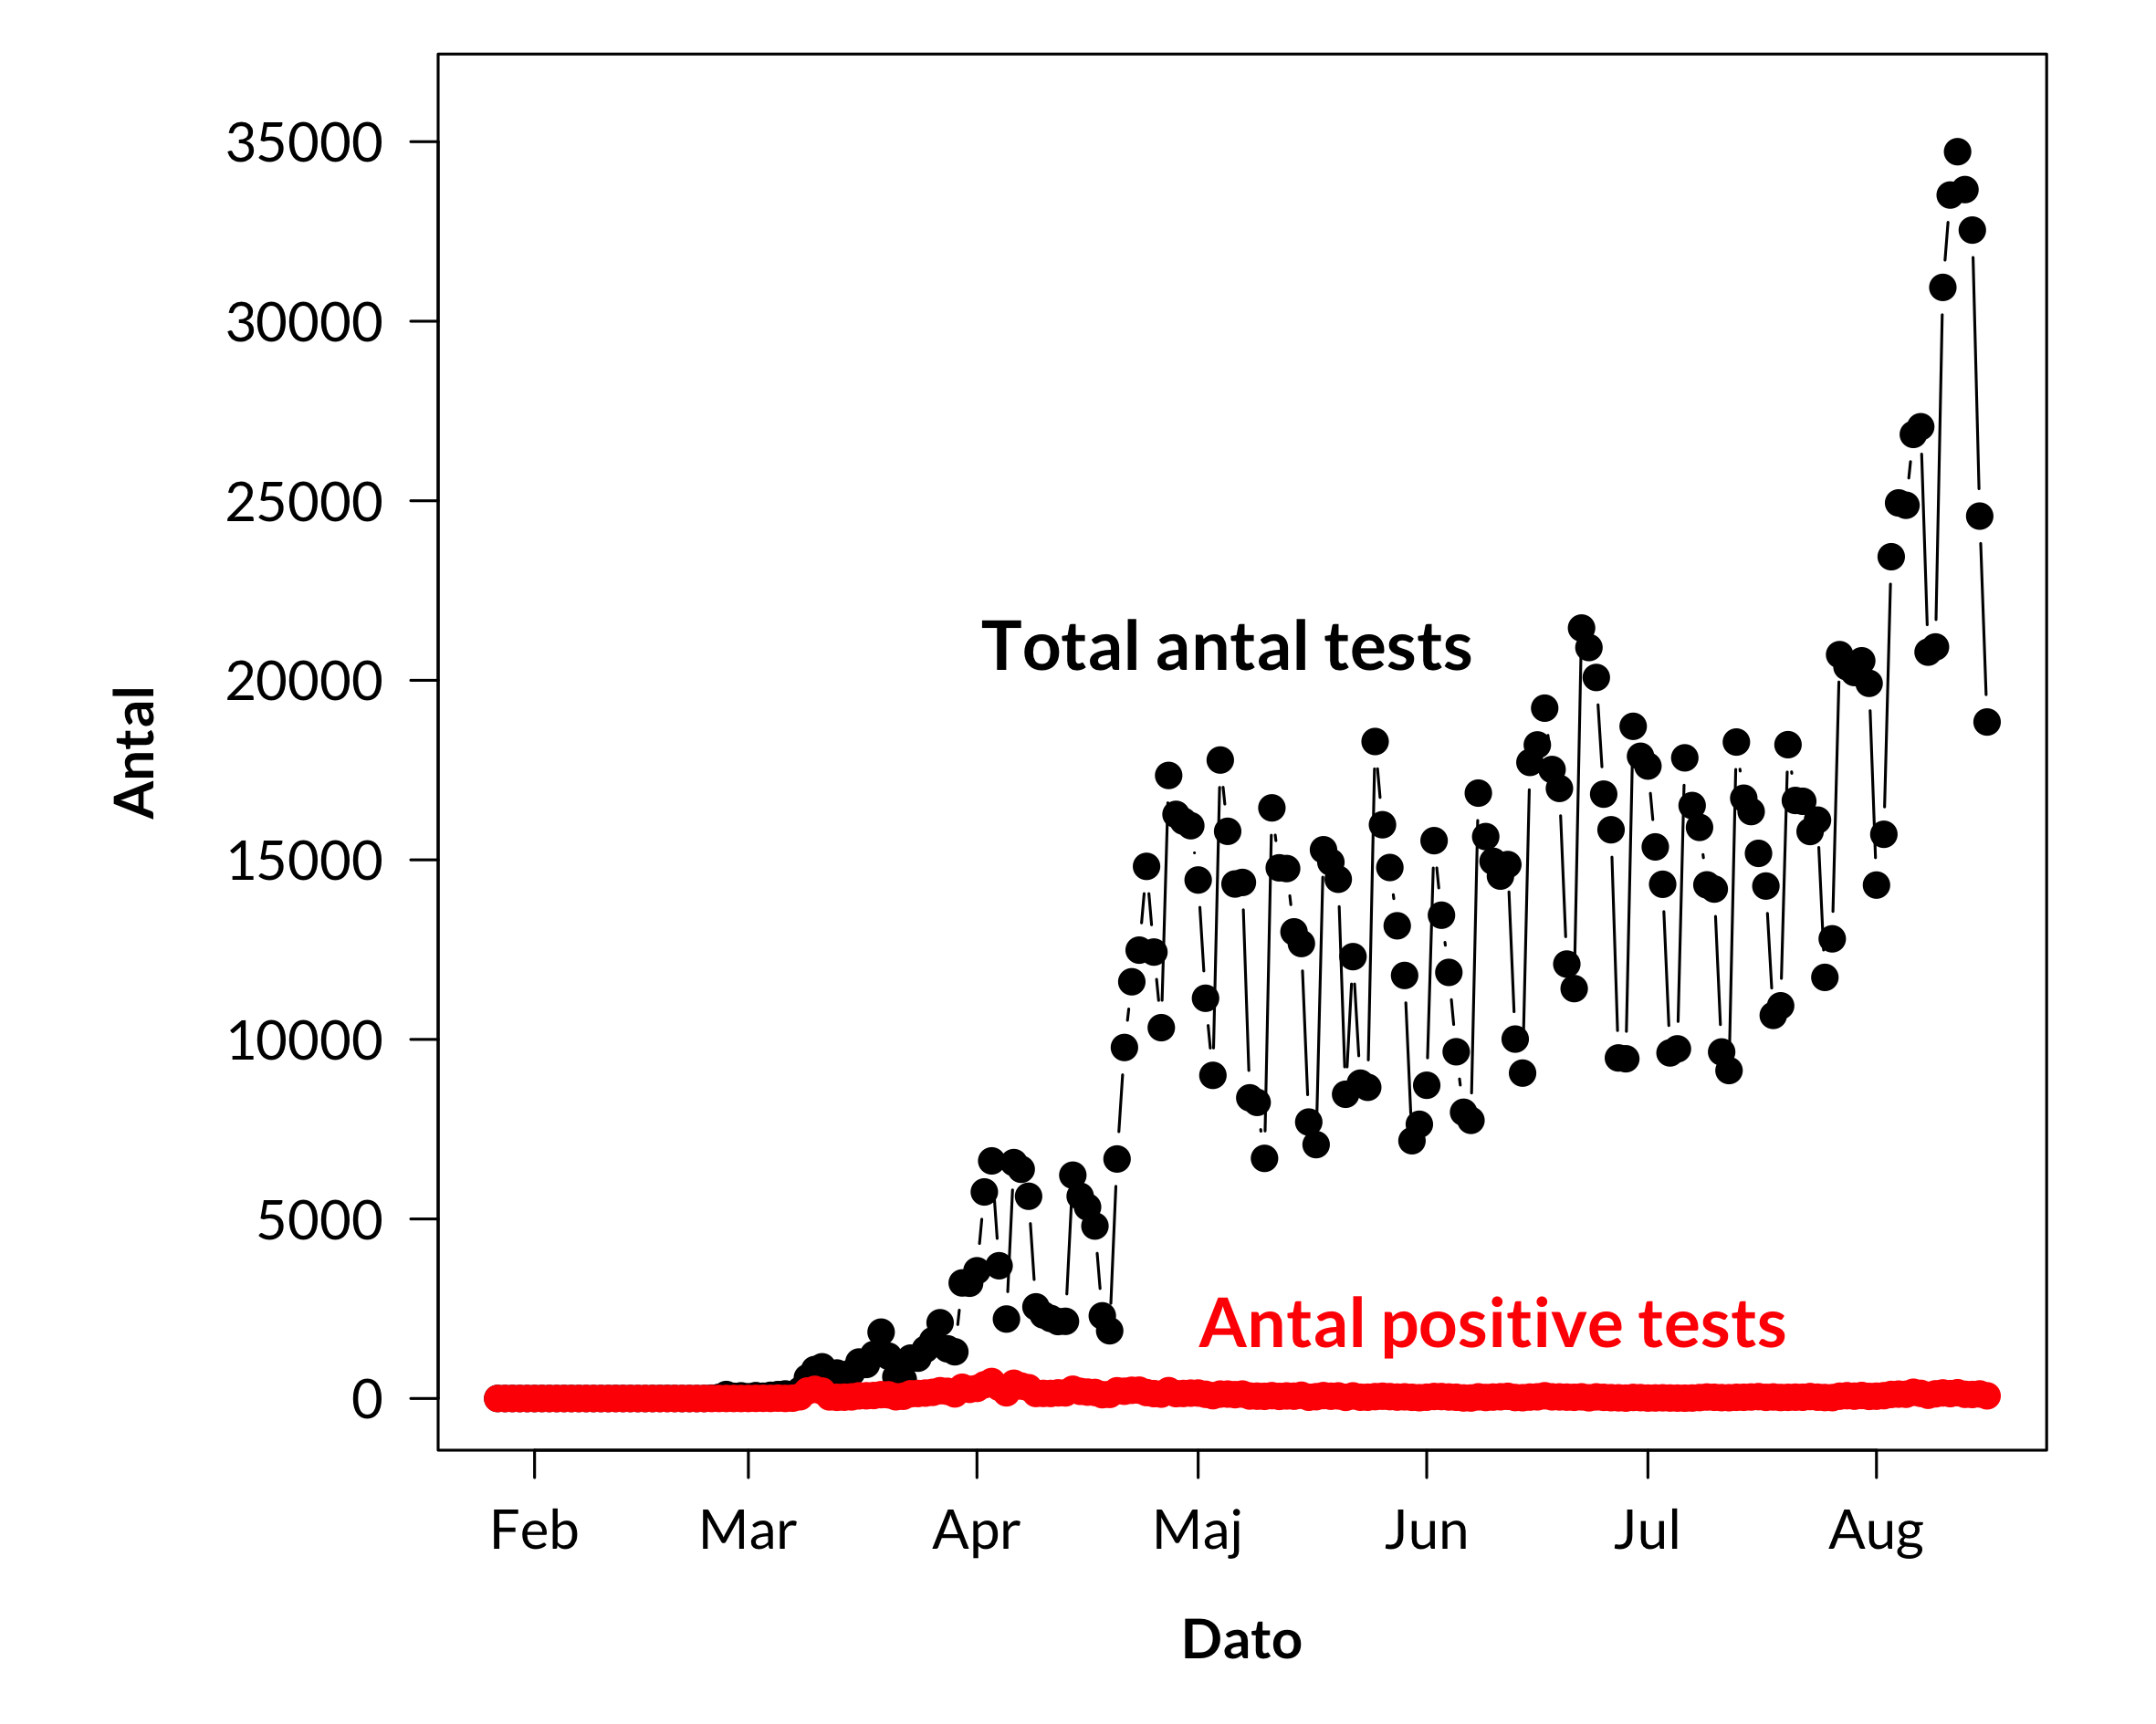 35000
30000
25000
20000
15000
10000
5000
0
Antal
Total antal tests
Antal positive tests
Feb Mar Apr Maj Jun Jul Aug
Dato